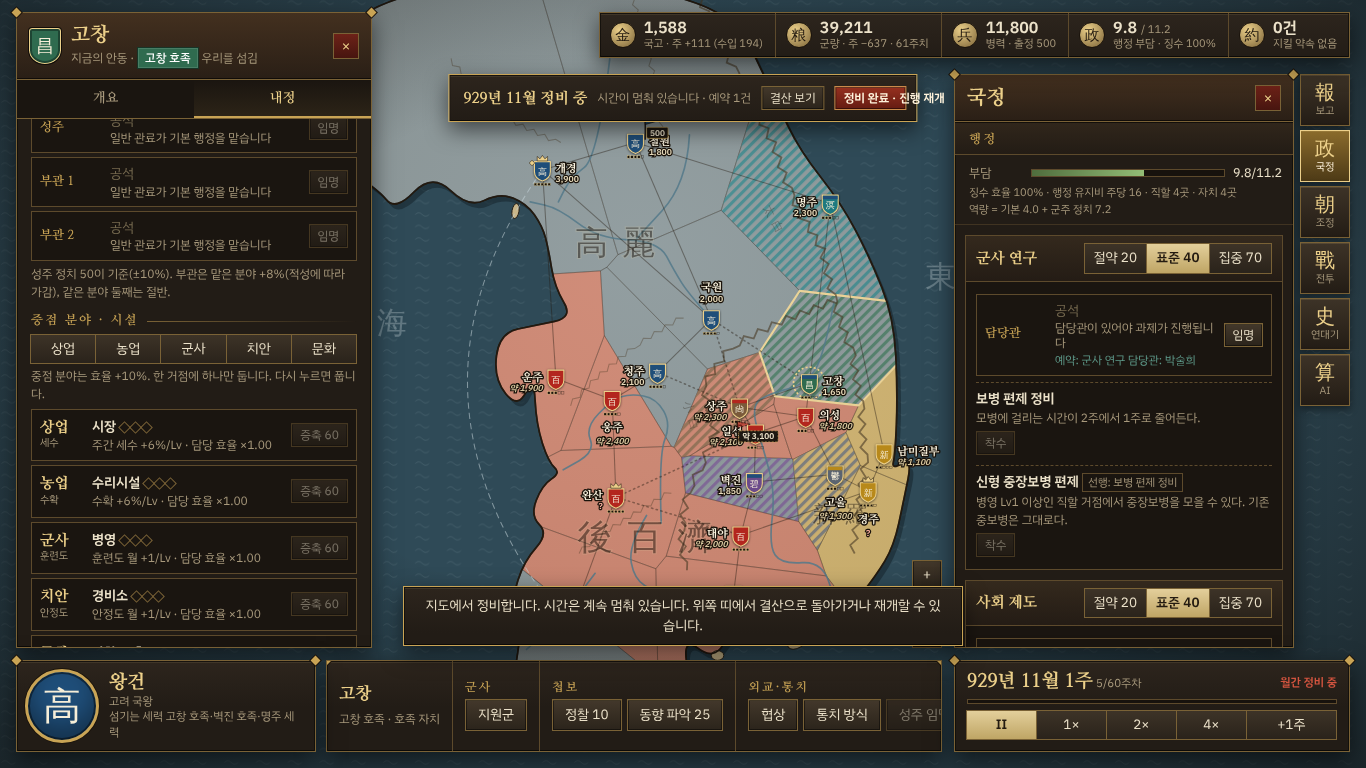 昌
고창
지금의 안동 · 고창 호족 우리를 섬김
×
개요
내정
성주
공석
일반 관료가 기본 행정을 맡습니다
임명
부관 1
공석
일반 관료가 기본 행정을 맡습니다
임명
부관 2
공석
일반 관료가 기본 행정을 맡습니다
임명
성주 정치 50이 기준(±10%). 부관은 맡은 분야 +8%(적성에 따라
가감), 같은 분야 둘째는 절반.
중점 분야 · 시설
상업
농업
군사
치안
문화
중점 분야는 효율 +10%. 한 거점에 하나만 둡니다. 다시 누르면 풉니
다.
상업
세수
시장 ◇◇◇
주간 세수 +6%/Lv · 담당 효율 ×1.00
증축 60
농업
수확
수리시설 ◇◇◇
수확 +6%/Lv · 담당 효율 ×1.00
증축 60
군사
훈련도
병영 ◇◇◇
훈련도 월 +1/Lv · 담당 효율 ×1.00
증축 60
치안
안정도
경비소 ◇◇◇
안정도 월 +1/Lv · 담당 효율 ×1.00
증축 60
金 1,588
국고 · 주 +111 (수입 194)
粮 39,211
군량 · 주 −637 · 61주치
兵 11,800
병력 · 출정 500
政 9.8 / 11.2
행정 부담 · 징수 100%
約 0건
지킬 약속 없음
929년 11월 정비 중
시간이 멈춰 있습니다 · 예약 1건
결산 보기
정비 완료 · 진행 재개
500
高
철원
1,800
高
개경
3,900
명주
2,300
溟
高麗
海
東
국원
2,000
高
청주
2,100
高
운주
약 1,900
百
百
웅주
약 2,400
상주
약 2,300
尙
昌
고창
1,650
百
의성
약 1,800
일선
약 2,100
약 3,100
新
남미질부
약 1,100
벽진
1,850
碧
鬱
고울
약 1,300
新
경주
?
완산
?
百
後百濟
대야
약 2,000
百
+
지도에서 정비합니다. 시간은 계속 멈춰 있습니다. 위쪽 띠에서 결산으로 돌아가거나 재개할 수 있
습니다.
국정
×
행정
부담
9.8/11.2
징수 효율 100% · 행정 유지비 주당 16 · 직할 4곳 · 자치 4곳
역량 = 기본 4.0 + 군주 정치 7.2
군사 연구
절약 20
표준 40
집중 70
담당관
공석
담당관이 있어야 과제가 진행됩니
다
예약: 군사 연구 담당관: 박술희
임명
보병 편제 정비
모병에 걸리는 시간이 2주에서 1주로 줄어든다.
착수
신형 중장보병 편제 선행: 보병 편제 정비
병영 Lv1 이상인 직할 거점에서 중장보병을 모을 수 있다. 기존
중보병은 그대로다.
착수
사회 제도
절약 20
표준 40
집중 70
報
보고
政
국정
朝
조정
戰
전투
史
연대기
算
AI
高
왕건
고려 국왕
섬기는 세력 고창 호족·벽진 호족·명주 세
력
고창
고창 호족 · 호족 자치
군사
지원군
첩보
정찰 10
동향 파악 25
외교·통치
협상
통치 방식
성주 임
929년 11월 1주 5/60주차
월간 정비 중
II
1×
2×
4×
+1주